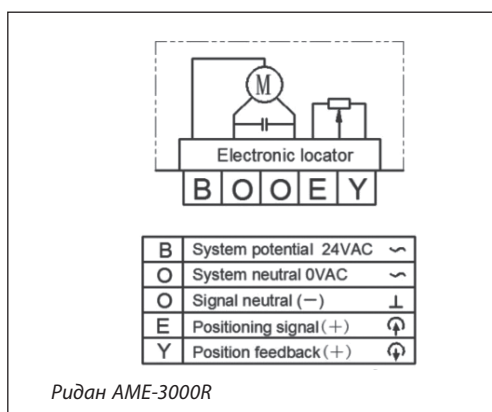 M
Electronic locator
B O O E Y
B System potential 24VAC ∽
O System neutral 0VAC ∽
O Signal neutral (—) ⊥
E Positioning signal (+)
Y Position feedback (+)
Ридан AME-3000R